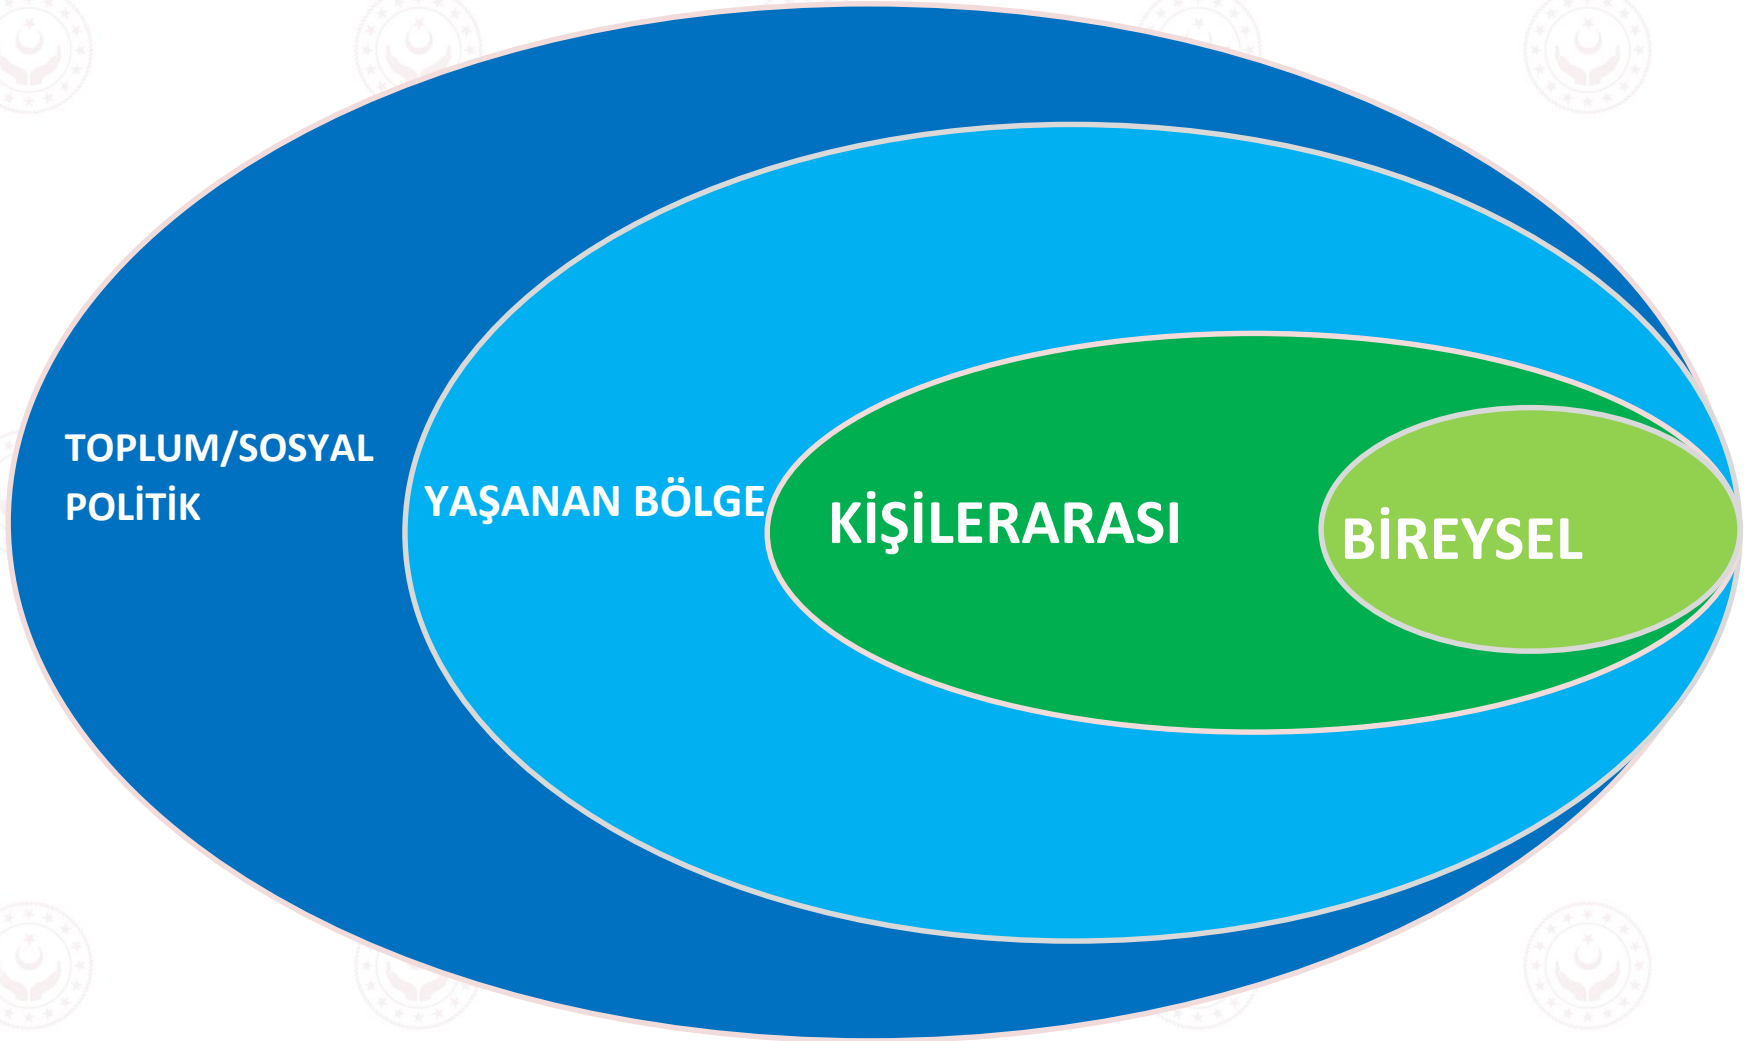 TOPLUM/SOSYAL
POLİTİK
YAŞANAN BÖLGE
KİŞİLERARASI
BİREYSEL